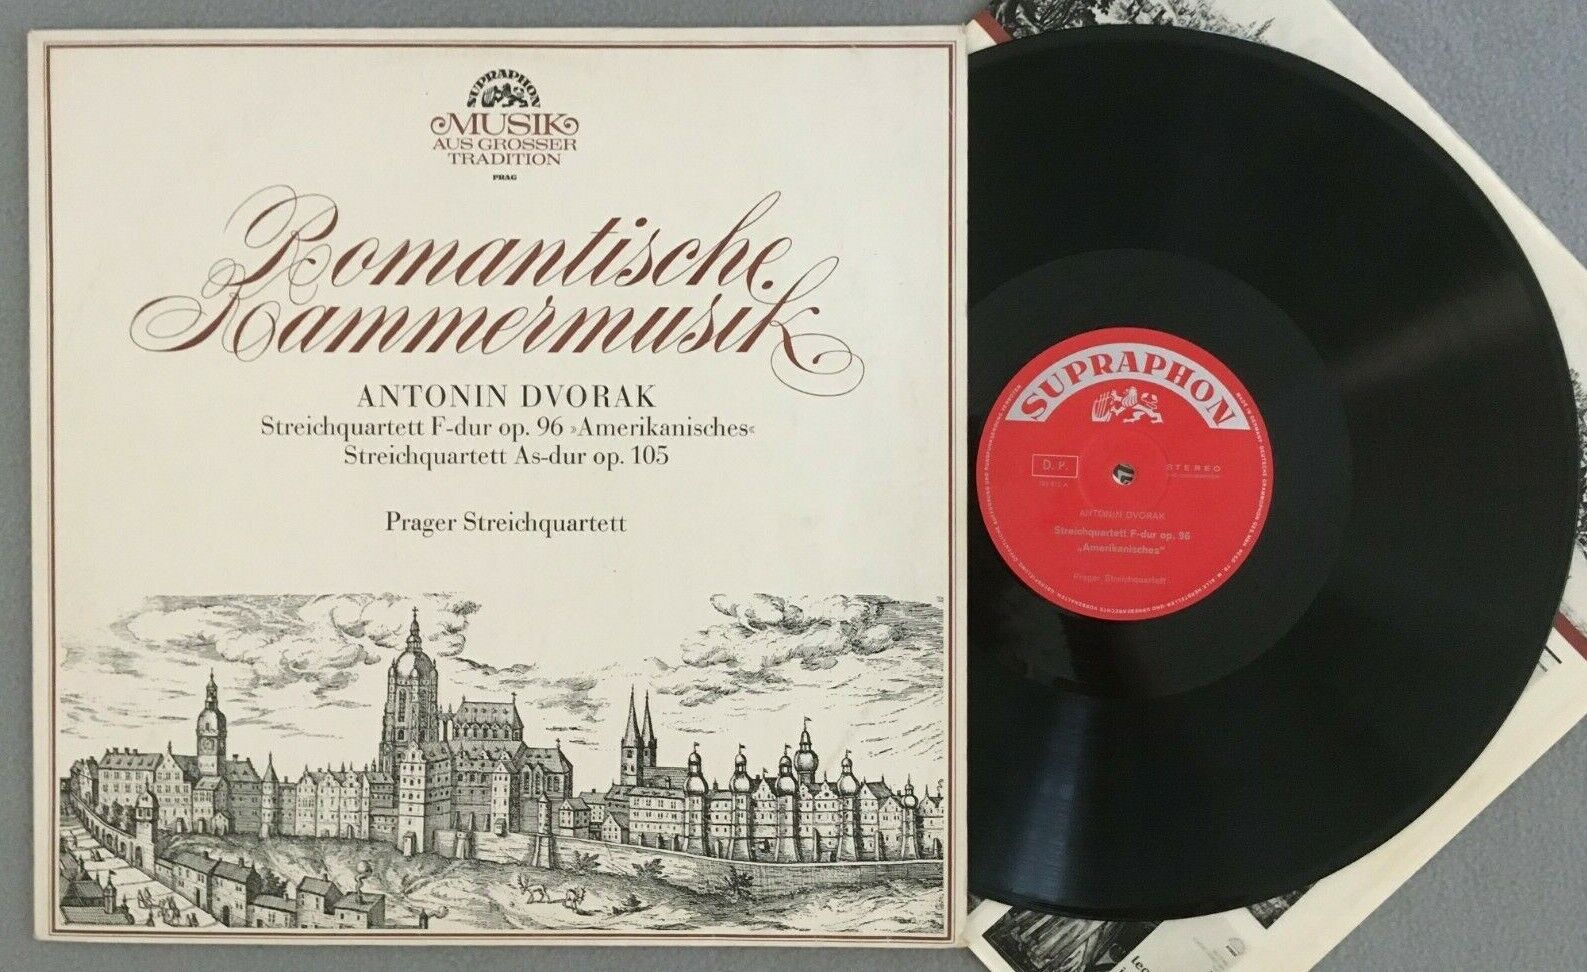 SUPRAPHON
MUSIK
AUS GROSSER
TRADITION
PRAG
Romantische
Kammermusik
ANTONIN DVORAK
Streichquartett F-dur op. 96 »Amerikanisches«
Streichquartett As-dur op. 105
Prager Streichquartett
SUPRAPHON
D. P.
STEREO
ANTONIN DVORAK
Streichquartett F-dur op. 96
„Amerikanisches"
Prager Streichquartett